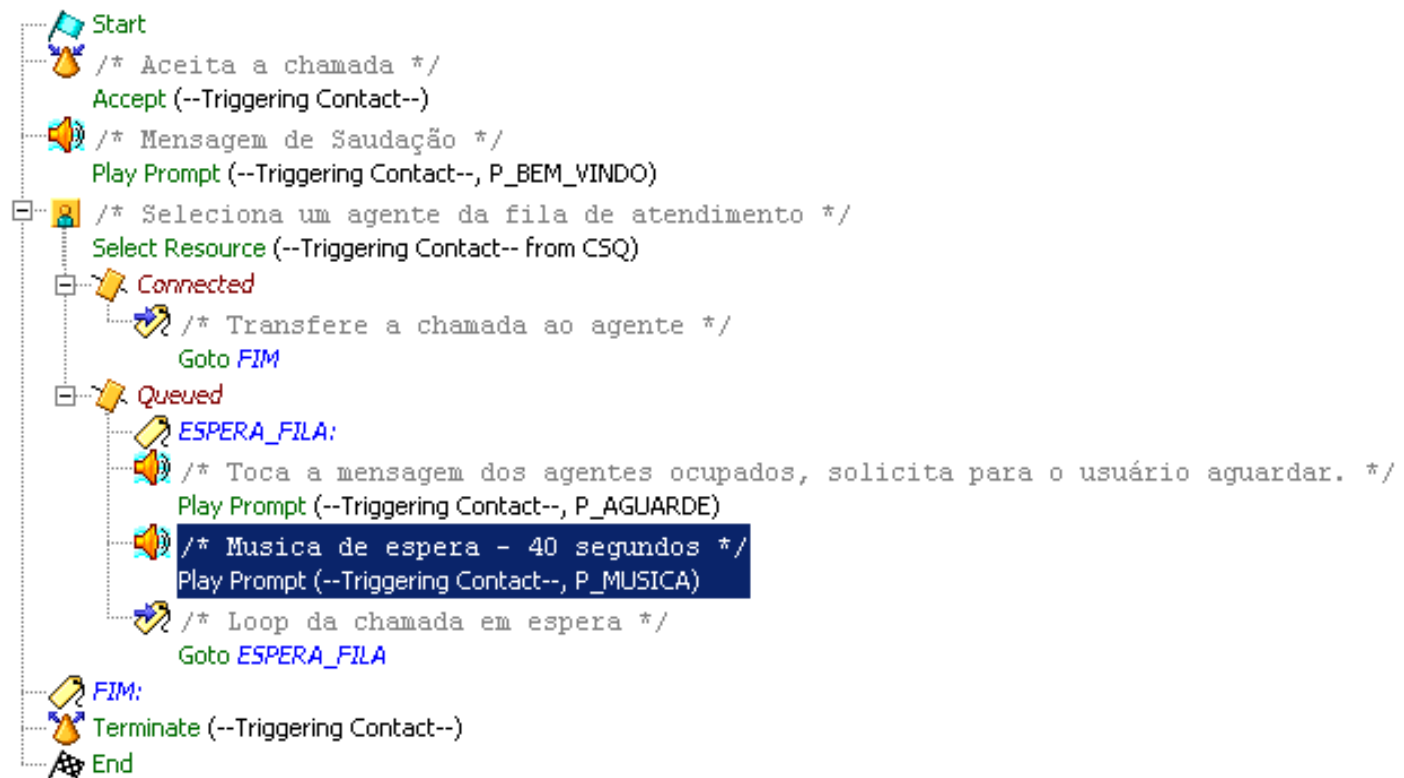 Start
/* Aceita a chamada */
Accept (--Triggering Contact--)
/* Mensagem de Saudação */
Play Prompt (--Triggering Contact--, P_BEM_VINDO)
/* Seleciona um agente da fila de atendimento */
Select Resource (--Triggering Contact-- from CSQ)
Connected
/* Transfere a chamada ao agente */
Goto FIM
Queued
ESPERA_FILA:
/* Toca a mensagem dos agentes ocupados, solicita para o usuário aguardar. */
Play Prompt (--Triggering Contact--, P_AGUARDE)
/* Musica de espera - 40 segundos */
Play Prompt (--Triggering Contact--, P_MUSICA)
/* Loop da chamada em espera */
Goto ESPERA_FILA
FIM:
Terminate (--Triggering Contact--)
End